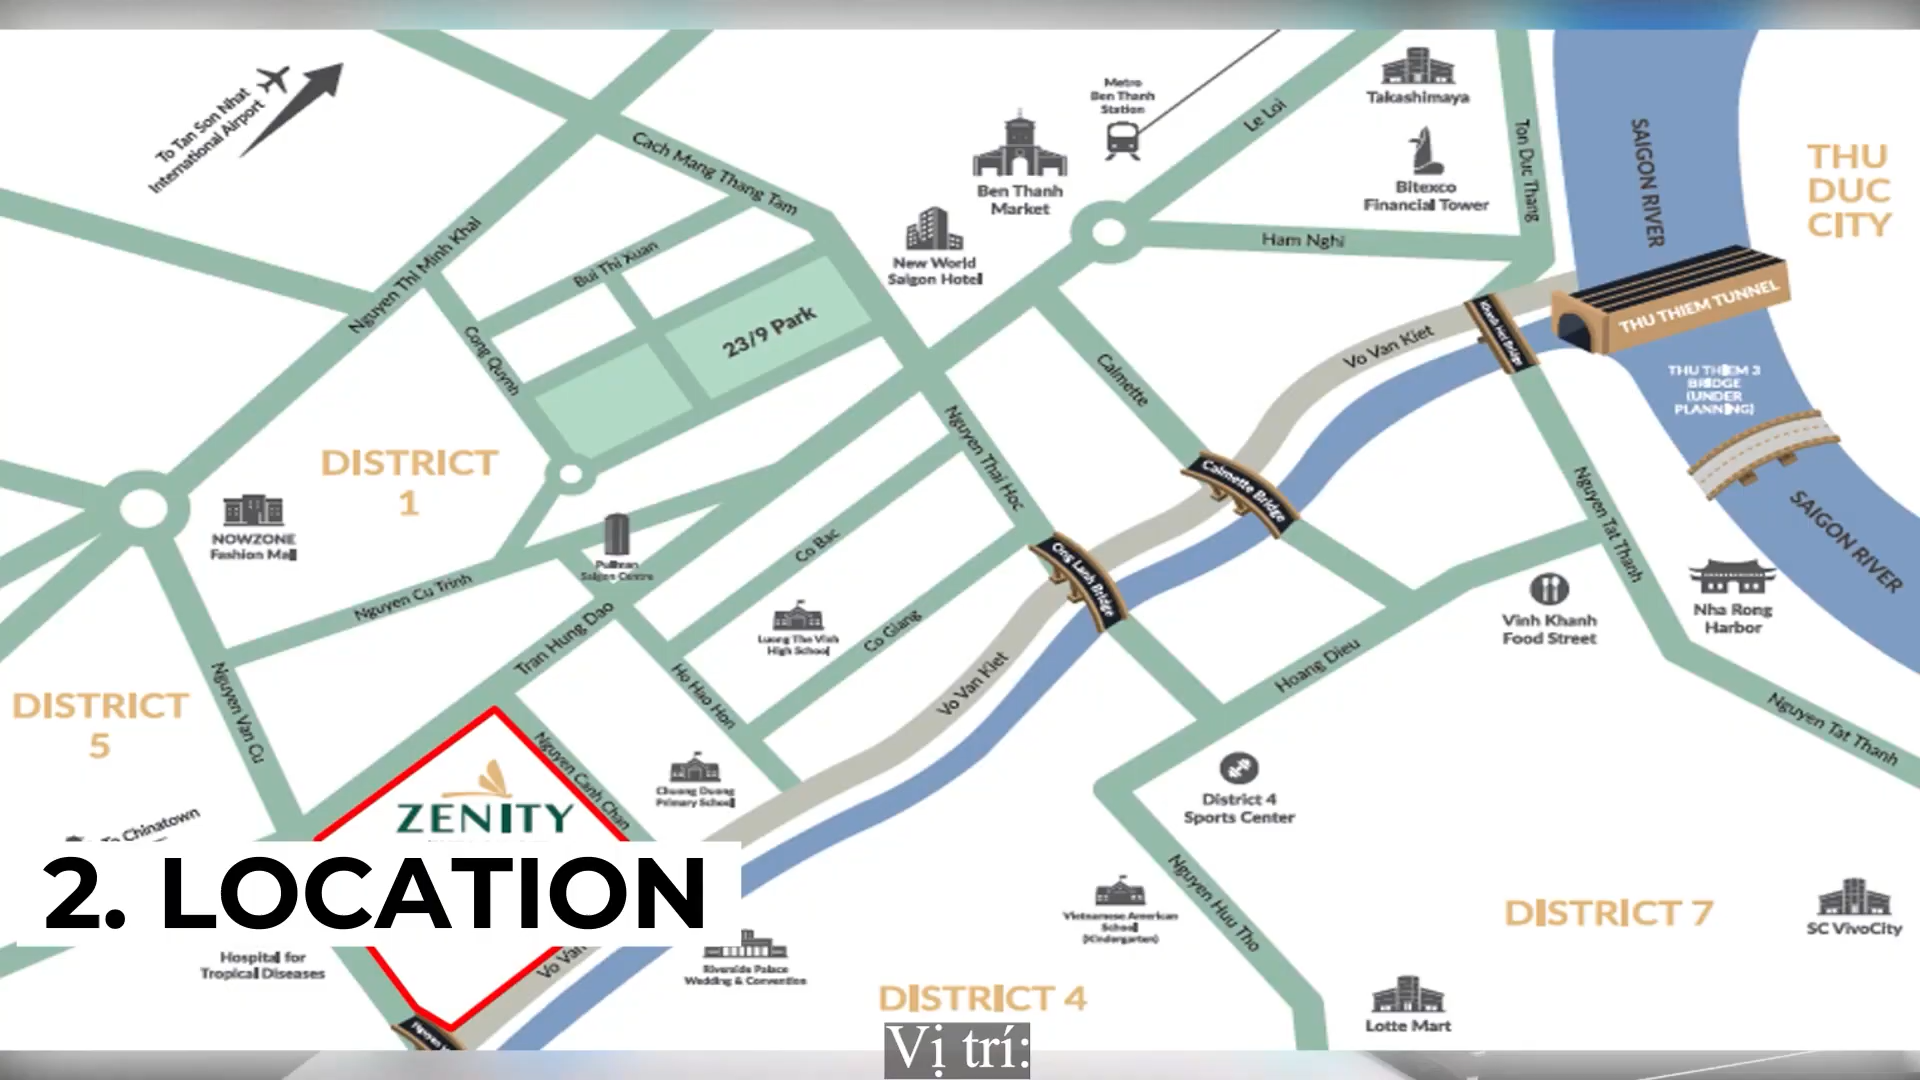 To Tan Son Nhat
International Airport
Cach Mang Thang Tam
Metro
Ben Thanh
Station
Le Loi
Takashimaya
Ton Duc Thang
SAIGON RIVER
THU
DUC
CITY
Ben Thanh
Market
Bitexco
Financial Tower
Nguyen Thi Minh Khai
Bui Thi Xuan
New World
Saigon Hotel
Ham Nghi
23/9 Park
Cong Quynh
Vo Van Kiet
Khanh Hoi Bridge
THU THIEM TUNNEL
THU THIEM 3
BRIDGE
(UNDER
PLANNING)
Calmette
DISTRICT
1
Nguyen Thai Hoc
Calmette Bridge
Nguyen Tat Thanh
SAIGON RIVER
NOWZONE
Fashion Mall
Pullman
Saigon Centre
Co Bac
Ong Lanh Bridge
Nguyen Cu Trinh
Tran Hung Dao
Luong The Vinh
High School
Co Giang
Vinh Khanh
Food Street
Nha Rong
Harbor
Nguyen Van Cu
Ho Hao Hon
Vo Van Kiet
Hoang Dieu
DISTRICT
5
Nguyen Canh Chan
Nguyen Tat Thanh
ZENITY
Chuong Duong
Primary School
District 4
Sports Center
To Chinatown
2. LOCATION
Nguyen Huu Tho
Vietnamese American
School
(Kindergarten)
DISTRICT 7
SC VivoCity
Hospital for
Tropical Diseases
Vo Van
Riverside Palace
Wedding & Convention
DISTRICT 4
Lotte Mart
Vị trí: